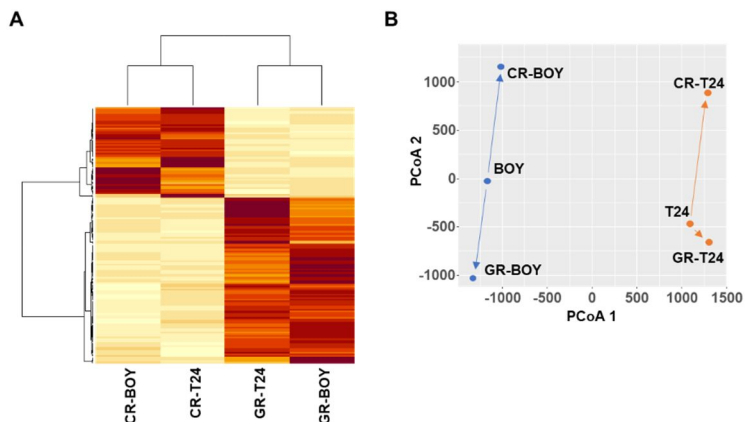 A
CR-BOY
CR-T24
GR-T24
GR-BOY
B
PCoA 2
1000
500
0
-500
-1000
CR-BOY
CR-T24
BOY
T24
GR-BOY
GR-T24
-1000
-500
0
500
1000
1500
PCoA 1